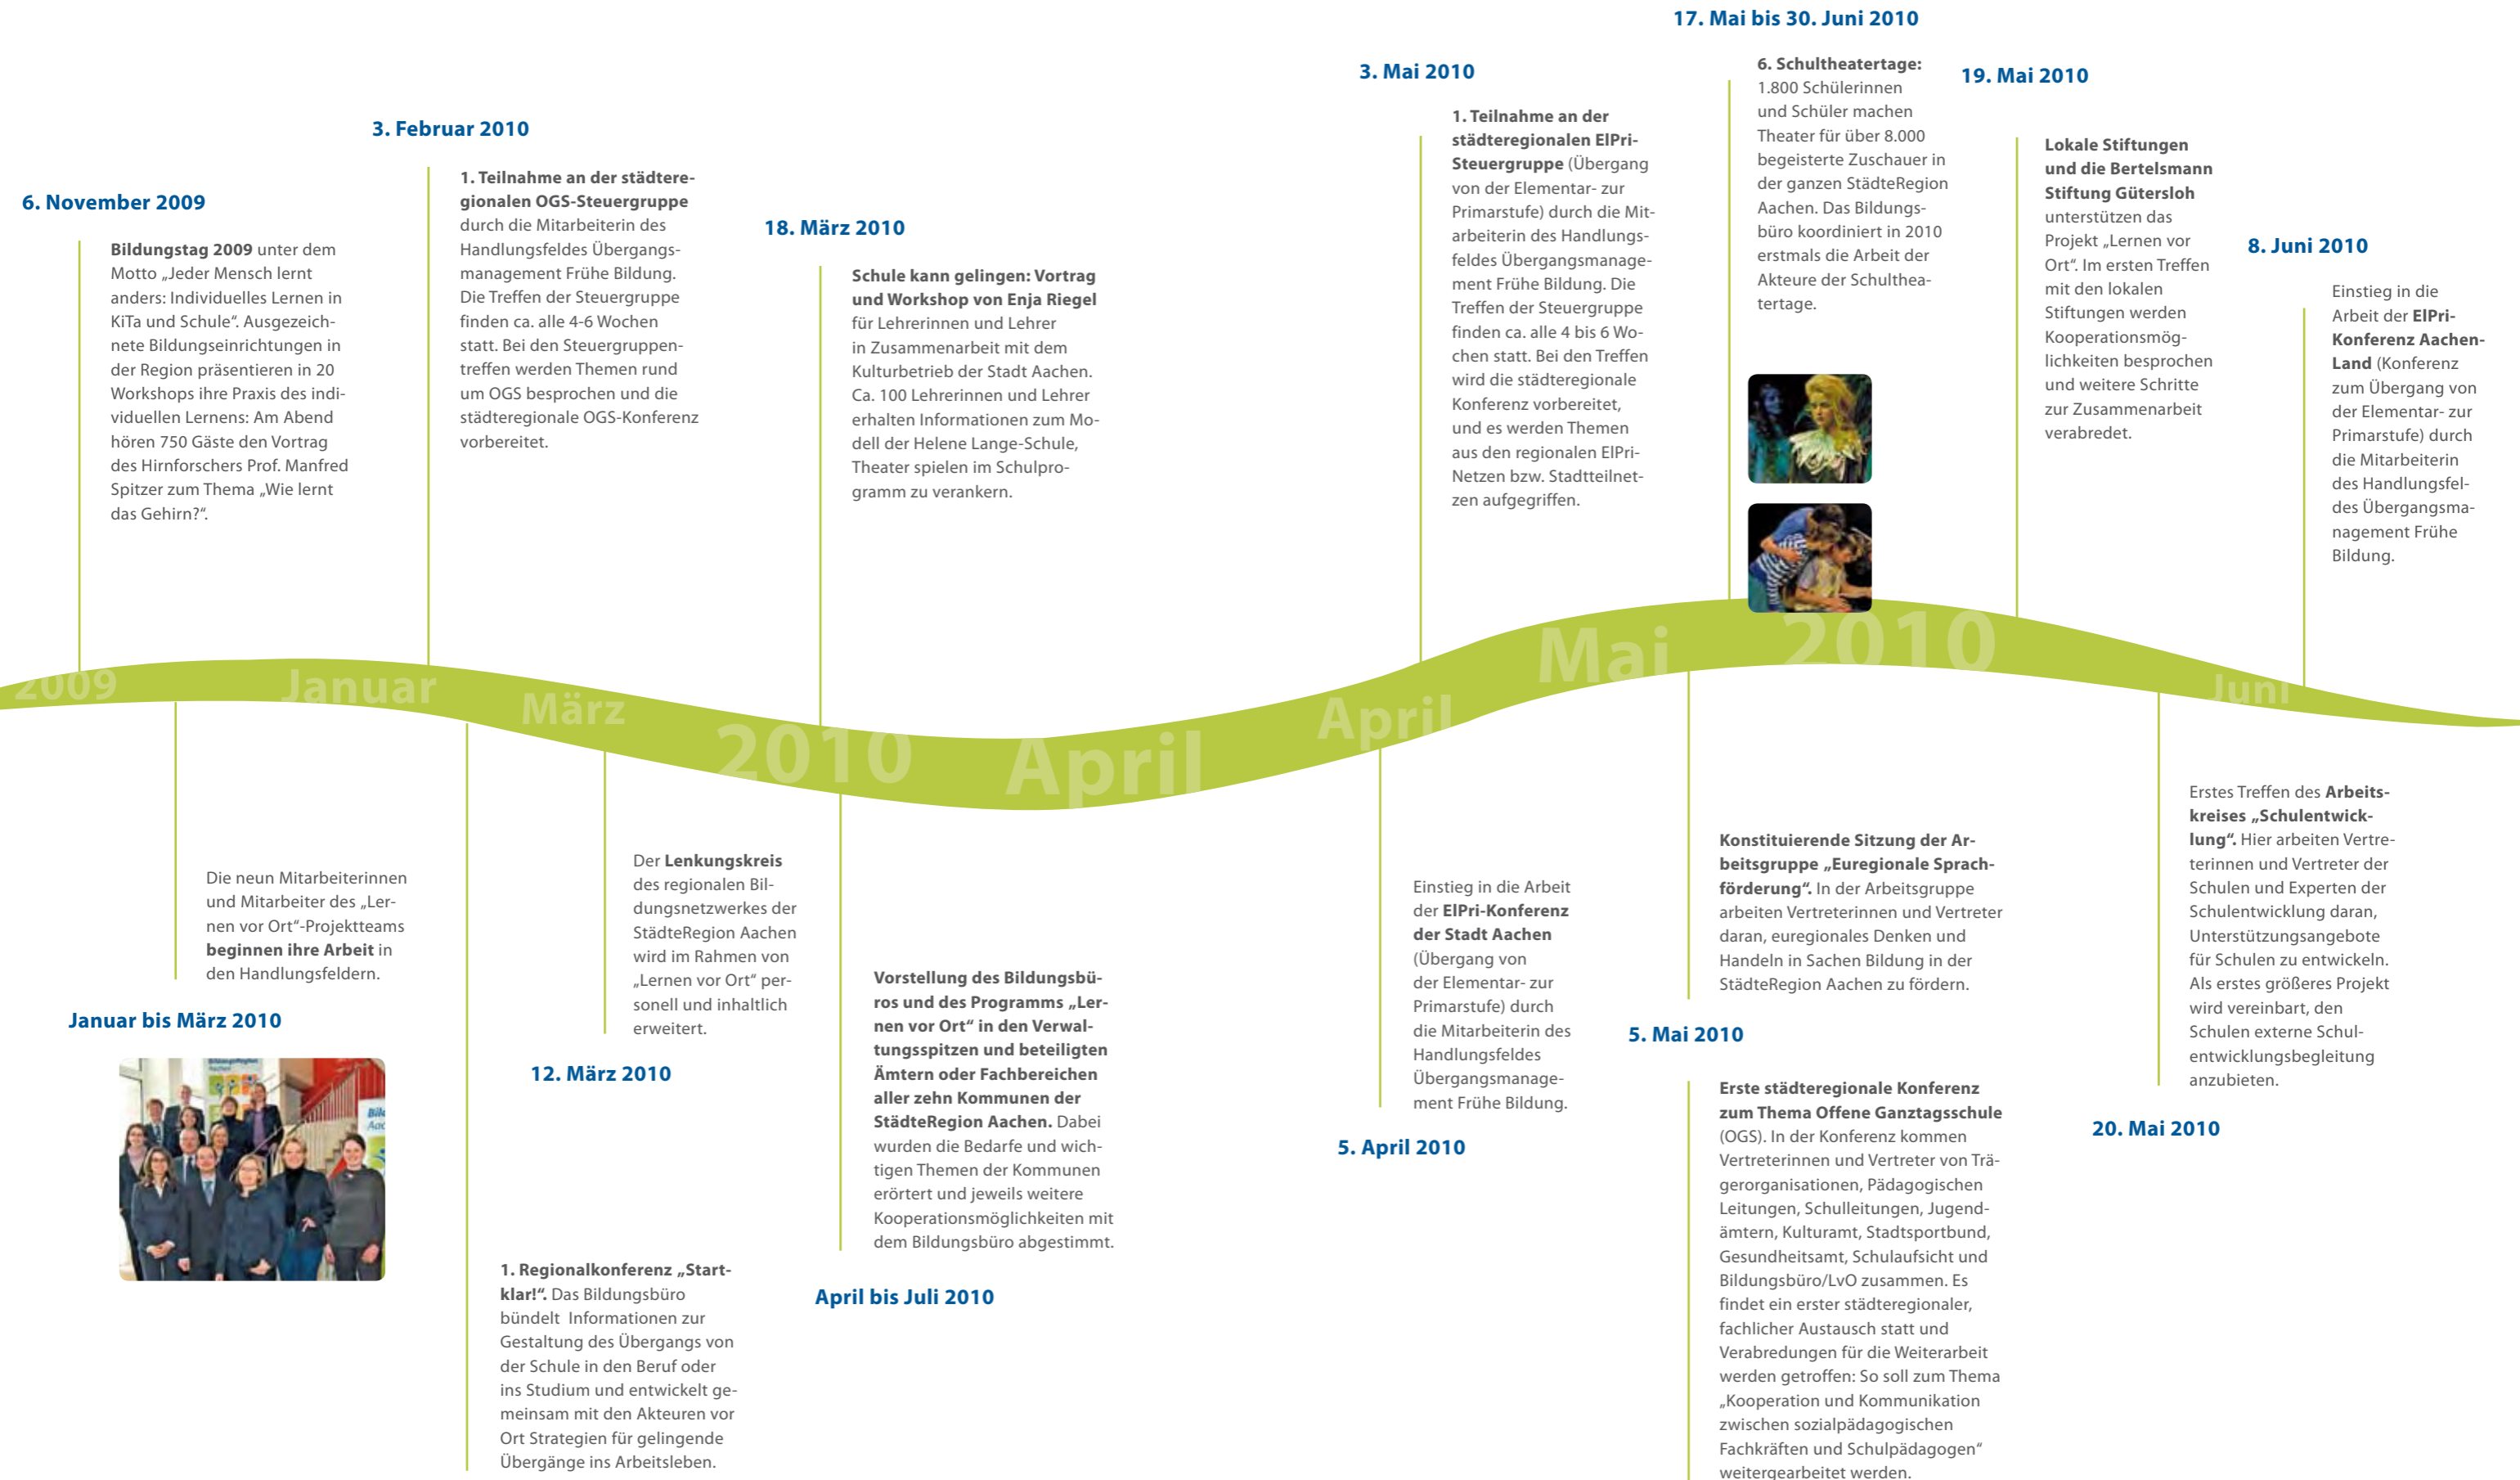 6. November 2009
Bildungstag 2009 unter dem
Motto „Jeder Mensch lernt
anders: Individuelles Lernen in
KiTa und Schule“. Ausgezeich-
nete Bildungseinrichtungen in
der Region präsentieren in 20
Workshops ihre Praxis des indi-
viduellen Lernens: Am Abend
hören 750 Gäste den Vortrag
des Hirnforschers Prof. Manfred
Spitzer zum Thema „Wie lernt
das Gehirn?“.
3. Februar 2010
1. Teilnahme an der städtere-
gionalen OGS-Steuergruppe
durch die Mitarbeiterin des
Handlungsfeldes Übergangs-
management Frühe Bildung.
Die Treffen der Steuergruppe
finden ca. alle 4-6 Wochen
statt. Bei den Steuergruppen-
treffen werden Themen rund
um OGS besprochen und die
städteregionale OGS-Konferenz
vorbereitet.
18. März 2010
Schule kann gelingen: Vortrag
und Workshop von Enja Riegel
für Lehrerinnen und Lehrer
in Zusammenarbeit mit dem
Kulturbetrieb der Stadt Aachen.
Ca. 100 Lehrerinnen und Lehrer
erhalten Informationen zum Mo-
dell der Helene Lange-Schule,
Theater spielen im Schulpro-
gramm zu verankern.
3. Mai 2010
1. Teilnahme an der
städteregionalen ElPri-
Steuergruppe (Übergang
von der Elementar- zur
Primarstufe) durch die Mit-
arbeiterin des Handlungs-
feldes Übergangsmanage-
ment Frühe Bildung. Die
Treffen der Steuergruppe
finden ca. alle 4 bis 6 Wo-
chen statt. Bei den Treffen
wird die städteregionale
Konferenz vorbereitet,
und es werden Themen
aus den regionalen ElPri-
Netzen bzw. Stadtteilnet-
zen aufgegriffen.
17. Mai bis 30. Juni 2010
6. Schultheatertage:
1.800 Schülerinnen
und Schüler machen
Theater für über 8.000
begeisterte Zuschauer in
der ganzen StädteRegion
Aachen. Das Bildungs-
büro koordiniert in 2010
erstmals die Arbeit der
Akteure der Schulthea-
tertage.
19. Mai 2010
Lokale Stiftungen
und die Bertelsmann
Stiftung Gütersloh
unterstützen das
Projekt „Lernen vor
Ort“. Im ersten Treffen
mit den lokalen
Stiftungen werden
Kooperationsmög-
lichkeiten besprochen
und weitere Schritte
zur Zusammenarbeit
verabredet.
8. Juni 2010
Einstieg in die
Arbeit der ElPri-
Konferenz Aachen-
Land (Konferenz
zum Übergang von
der Elementar- zur
Primarstufe) durch
die Mitarbeiterin
des Handlungsfel-
des Übergangsma-
nagement Frühe
Bildung.
2009
Januar
März
2010
April
April
Mai
2010
Juni
Die neun Mitarbeiterinnen
und Mitarbeiter des „Ler-
nen vor Ort“-Projektteams
beginnen ihre Arbeit in
den Handlungsfeldern.
Januar bis März 2010
1. Regionalkonferenz „Start-
klar!“. Das Bildungsbüro
bündelt Informationen zur
Gestaltung des Übergangs von
der Schule in den Beruf oder
ins Studium und entwickelt ge-
meinsam mit den Akteuren vor
Ort Strategien für gelingende
Übergänge ins Arbeitsleben.
Der Lenkungskreis
des regionalen Bil-
dungsnetzwerkes der
StädteRegion Aachen
wird im Rahmen von
„Lernen vor Ort“ per-
sonell und inhaltlich
erweitert.
12. März 2010
Vorstellung des Bildungsbü-
ros und des Programms „Ler-
nen vor Ort“ in den Verwal-
tungsspitzen und beteiligten
Ämtern oder Fachbereichen
aller zehn Kommunen der
StädteRegion Aachen. Dabei
wurden die Bedarfe und wich-
tigen Themen der Kommunen
erörtert und jeweils weitere
Kooperationsmöglichkeiten mit
dem Bildungsbüro abgestimmt.
April bis Juli 2010
Einstieg in die Arbeit
der ElPri-Konferenz
der Stadt Aachen
(Übergang von
der Elementar- zur
Primarstufe) durch
die Mitarbeiterin des
Handlungsfeldes
Übergangsmanage-
ment Frühe Bildung.
5. April 2010
Konstituierende Sitzung der Ar-
beitsgruppe „Euregionale Sprach-
förderung“. In der Arbeitsgruppe
arbeiten Vertreterinnen und Vertreter
daran, euregionales Denken und
Handeln in Sachen Bildung in der
StädteRegion Aachen zu fördern.
5. Mai 2010
Erste städteregionale Konferenz
zum Thema Offene Ganztagsschule
(OGS). In der Konferenz kommen
Vertreterinnen und Vertreter von Trä-
gerorganisationen, Pädagogischen
Leitungen, Schulleitungen, Jugend-
ämtern, Kulturamt, Stadtsportbund,
Gesundheitsamt, Schulaufsicht und
Bildungsbüro/LvO zusammen. Es
findet ein erster städteregionaler,
fachlicher Austausch statt und
Verabredungen für die Weiterarbeit
werden getroffen: So soll zum Thema
„Kooperation und Kommunikation
zwischen sozialpädagogischen
Fachkräften und Schulpädagogen“
weitergearbeitet werden.
Erstes Treffen des Arbeits-
kreises „Schulentwick-
lung“. Hier arbeiten Vertre-
terinnen und Vertreter der
Schulen und Experten der
Schulentwicklung daran,
Unterstützungsangebote
für Schulen zu entwickeln.
Als erstes größeres Projekt
wird vereinbart, den
Schulen externe Schul-
entwicklungsbegleitung
anzubieten.
20. Mai 2010